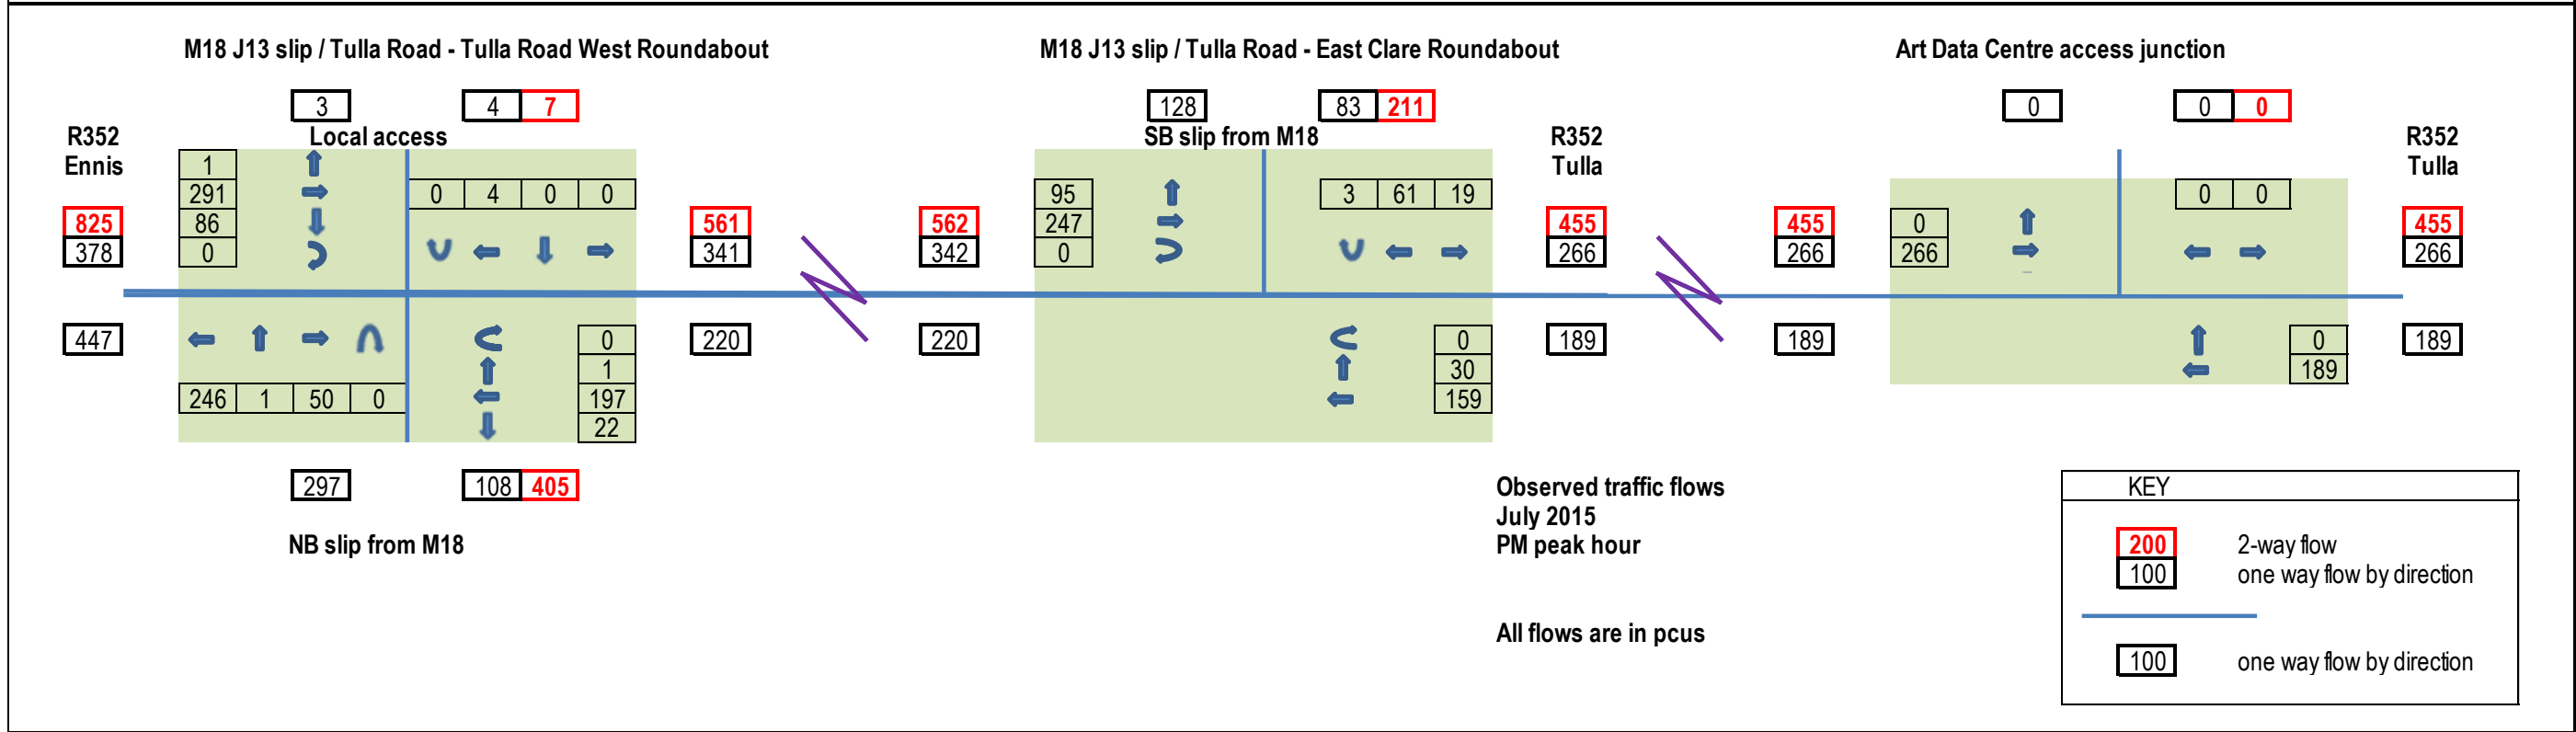 M18 J13 slip / Tulla Road - Tulla Road West Roundabout
M18 J13 slip / Tulla Road - East Clare Roundabout
Art Data Centre access junction
3 4 7
128 83 211
0 0 0
R352
Ennis
Local access
SB slip from M18
R352
Tulla
R352
Tulla
1
291 0 4 0 0
86
0
825
378
561
341
562
342
95
247
0
3 61 19
455
266
455
266
0
266
0 0
455
266
447
246 1 50 0
0
1
197
22
220
220
0
30
159
189
189
0
189
189
297 108 405
NB slip from M18
Observed traffic flows
July 2015
PM peak hour
All flows are in pcus
KEY
200 2-way flow
100 one way flow by direction
100 one way flow by direction